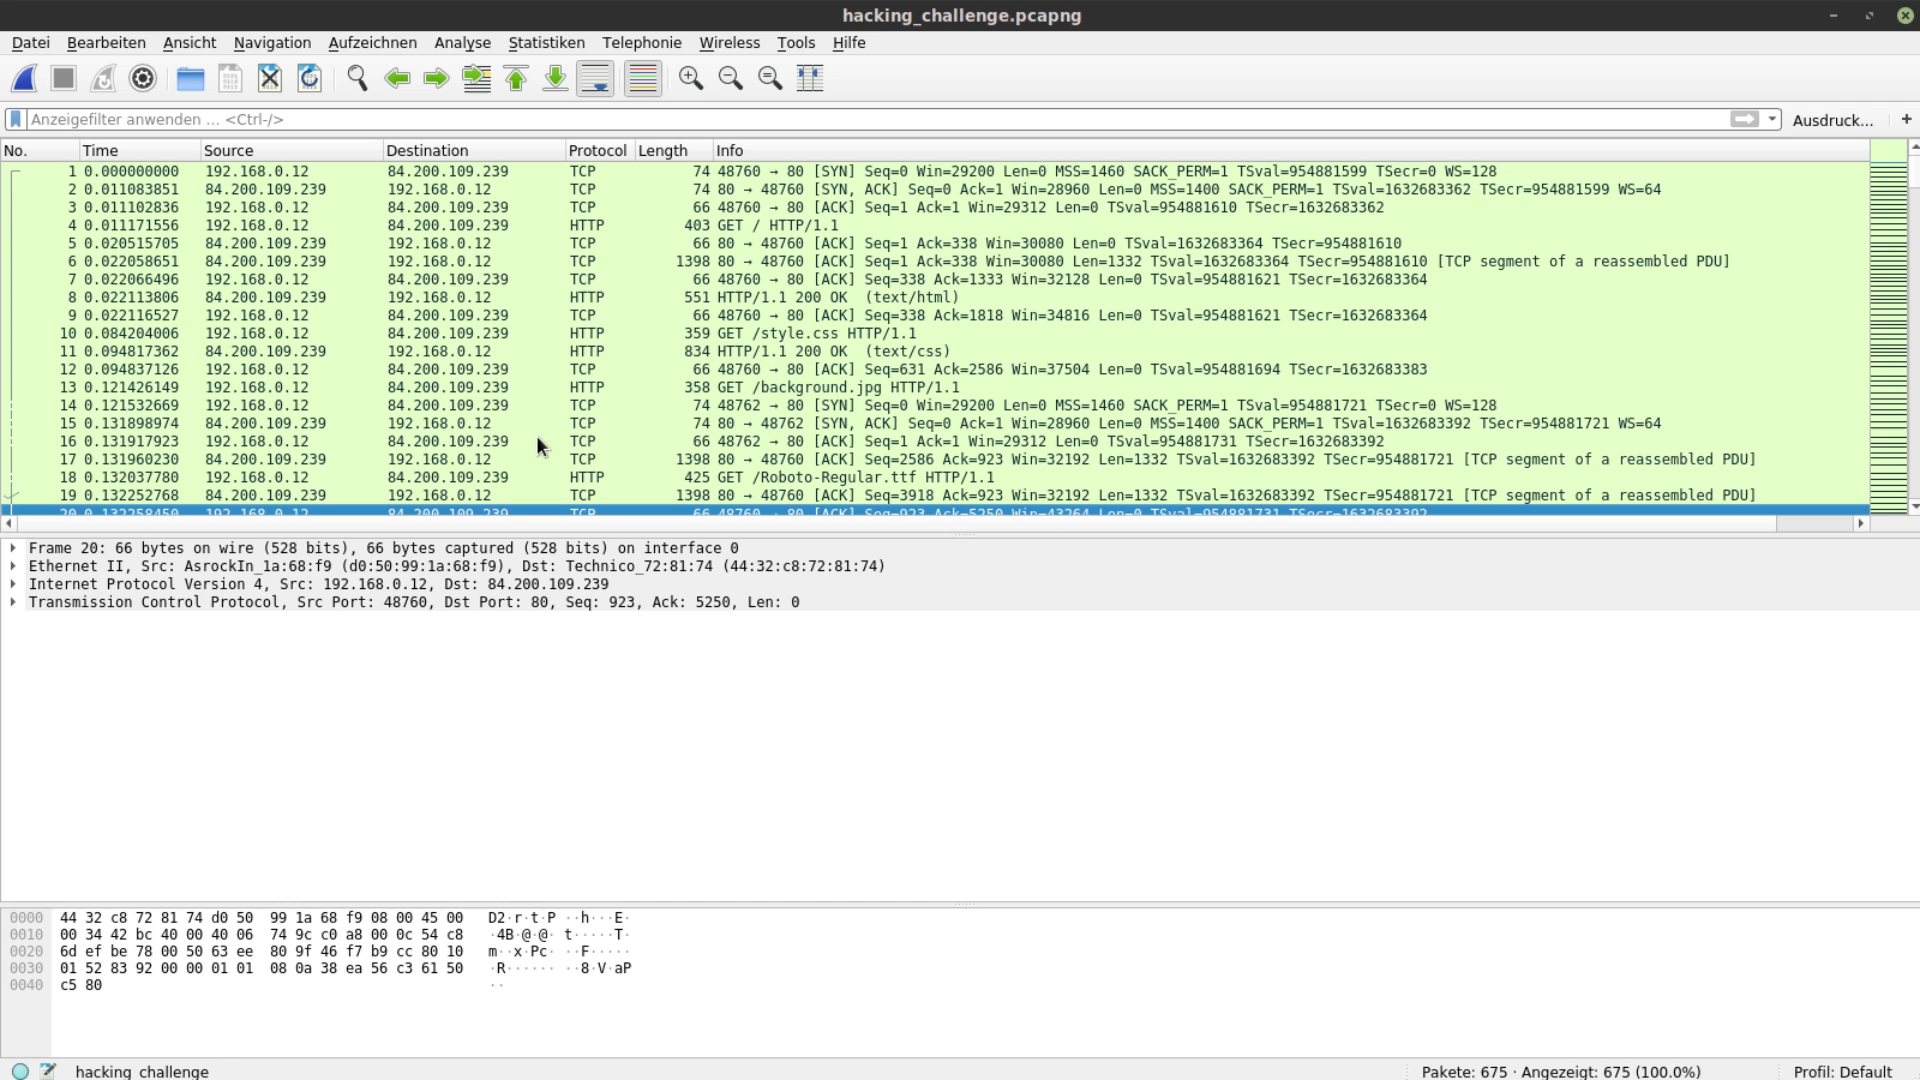 hacking_challenge.pcapng
Datei Bearbeiten Ansicht Navigation Aufzeichnen Analyse Statistiken Telephonie Wireless Tools Hilfe
Anzeigefilter anwenden … <Ctrl-/> Ausdruck… +
No. Time Source Destination Protocol Length Info
1 0.000000000 192.168.0.12 84.200.109.239 TCP 74 48760 → 80 [SYN] Seq=0 Win=29200 Len=0 MSS=1460 SACK_PERM=1 TSval=954881599 TSecr=0 WS=128
2 0.011083851 84.200.109.239 192.168.0.12 TCP 74 80 → 48760 [SYN, ACK] Seq=0 Ack=1 Win=28960 Len=0 MSS=1400 SACK_PERM=1 TSval=1632683362 TSecr=954881599 WS=64
3 0.011102836 192.168.0.12 84.200.109.239 TCP 66 48760 → 80 [ACK] Seq=1 Ack=1 Win=29312 Len=0 TSval=954881610 TSecr=1632683362
4 0.011171556 192.168.0.12 84.200.109.239 HTTP 403 GET / HTTP/1.1
5 0.020515705 84.200.109.239 192.168.0.12 TCP 66 80 → 48760 [ACK] Seq=1 Ack=338 Win=30080 Len=0 TSval=1632683364 TSecr=954881610
6 0.022058651 84.200.109.239 192.168.0.12 TCP 1398 80 → 48760 [ACK] Seq=1 Ack=338 Win=30080 Len=1332 TSval=1632683364 TSecr=954881610 [TCP segment of a reassembled PDU]
7 0.022066496 192.168.0.12 84.200.109.239 TCP 66 48760 → 80 [ACK] Seq=338 Ack=1333 Win=32128 Len=0 TSval=954881621 TSecr=1632683364
8 0.022113806 84.200.109.239 192.168.0.12 HTTP 551 HTTP/1.1 200 OK (text/html)
9 0.022116527 192.168.0.12 84.200.109.239 TCP 66 48760 → 80 [ACK] Seq=338 Ack=1818 Win=34816 Len=0 TSval=954881621 TSecr=1632683364
10 0.084204006 192.168.0.12 84.200.109.239 HTTP 359 GET /style.css HTTP/1.1
11 0.094817362 84.200.109.239 192.168.0.12 HTTP 834 HTTP/1.1 200 OK (text/css)
12 0.094837126 192.168.0.12 84.200.109.239 TCP 66 48760 → 80 [ACK] Seq=631 Ack=2586 Win=37504 Len=0 TSval=954881694 TSecr=1632683383
13 0.121426149 192.168.0.12 84.200.109.239 HTTP 358 GET /background.jpg HTTP/1.1
14 0.121532669 192.168.0.12 84.200.109.239 TCP 74 48762 → 80 [SYN] Seq=0 Win=29200 Len=0 MSS=1460 SACK_PERM=1 TSval=954881721 TSecr=0 WS=128
15 0.131898974 84.200.109.239 192.168.0.12 TCP 74 80 → 48762 [SYN, ACK] Seq=0 Ack=1 Win=28960 Len=0 MSS=1400 SACK_PERM=1 TSval=1632683392 TSecr=954881721 WS=64
16 0.131917923 192.168.0.12 84.200.109.239 TCP 66 48762 → 80 [ACK] Seq=1 Ack=1 Win=29312 Len=0 TSval=954881731 TSecr=1632683392
17 0.131960230 84.200.109.239 192.168.0.12 TCP 1398 80 → 48760 [ACK] Seq=2586 Ack=923 Win=32192 Len=1332 TSval=1632683392 TSecr=954881721 [TCP segment of a reassembled PDU]
18 0.132037780 192.168.0.12 84.200.109.239 HTTP 425 GET /Roboto-Regular.ttf HTTP/1.1
19 0.132252768 84.200.109.239 192.168.0.12 TCP 1398 80 → 48760 [ACK] Seq=3918 Ack=923 Win=32192 Len=1332 TSval=1632683392 TSecr=954881721 [TCP segment of a reassembled PDU]
20 0.132258450 192.168.0.12 84.200.109.239 TCP 66 48760 → 80 [ACK] Seq=923 Ack=5250 Win=43264 Len=0 TSval=954881731 TSecr=1632683392
Frame 20: 66 bytes on wire (528 bits), 66 bytes captured (528 bits) on interface 0
Ethernet II, Src: AsrockIn_1a:68:f9 (d0:50:99:1a:68:f9), Dst: Technico_72:81:74 (44:32:c8:72:81:74)
Internet Protocol Version 4, Src: 192.168.0.12, Dst: 84.200.109.239
Transmission Control Protocol, Src Port: 48760, Dst Port: 80, Seq: 923, Ack: 5250, Len: 0
0000 44 32 c8 72 81 74 d0 50 99 1a 68 f9 08 00 45 00 D2·r·t·P ··h···E·
0010 00 34 42 bc 40 00 40 06 74 9c c0 a8 00 0c 54 c8 ·4B·@·@· t·····T·
0020 6d ef be 78 00 50 63 ee 80 9f 46 f7 b9 cc 80 10 m··x·Pc· ··F·····
0030 01 52 83 92 00 00 01 01 08 0a 38 ea 56 c3 61 50 ·R······ ··8·V·aP
0040 c5 80 ··
hacking_challenge Pakete: 675 · Angezeigt: 675 (100.0%) Profil: Default